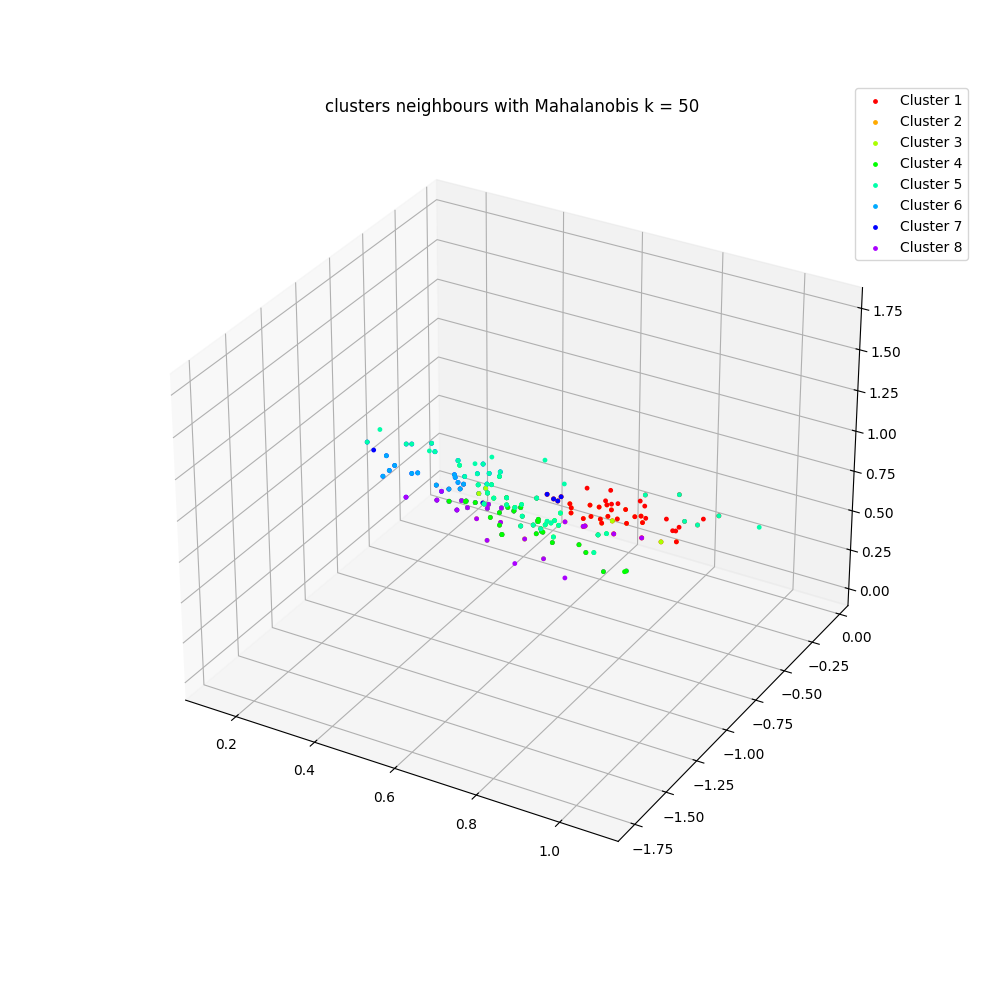 clusters neighbours with Mahalanobis k = 50
Cluster 1
Cluster 2
Cluster 3
Cluster 4
Cluster 5
Cluster 6
Cluster 7
Cluster 8
1.75
1.50
1.25
1.00
0.75
0.50
0.25
0.00
0.00
−0.25
−0.50
−0.75
−1.00
−1.25
−1.50
−1.75
0.2
0.4
0.6
0.8
1.0